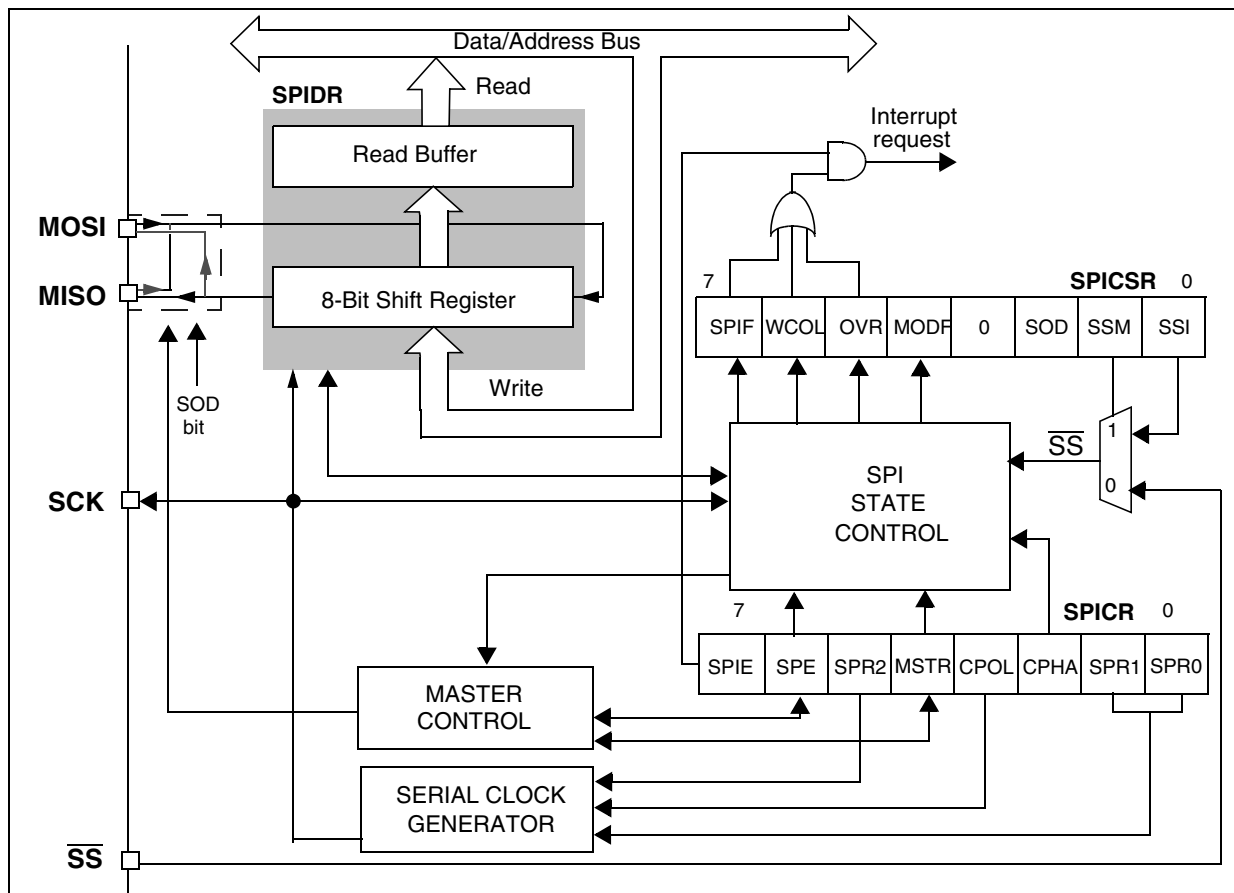 Data/Address Bus
SPIDR
Read
Read Buffer
Interrupt
request
MOSI
MISO
8-Bit Shift Register
7
SPICSR
0
SPIF
WCOL
OVR
MODF
0
SOD
SSM
SSI
Write
SOD
bit
SS
1
0
SCK
SPI
STATE
CONTROL
7
SPICR
0
SPIE
SPE
SPR2
MSTR
CPOL
CPHA
SPR1
SPR0
MASTER
CONTROL
SERIAL CLOCK
GENERATOR
SS